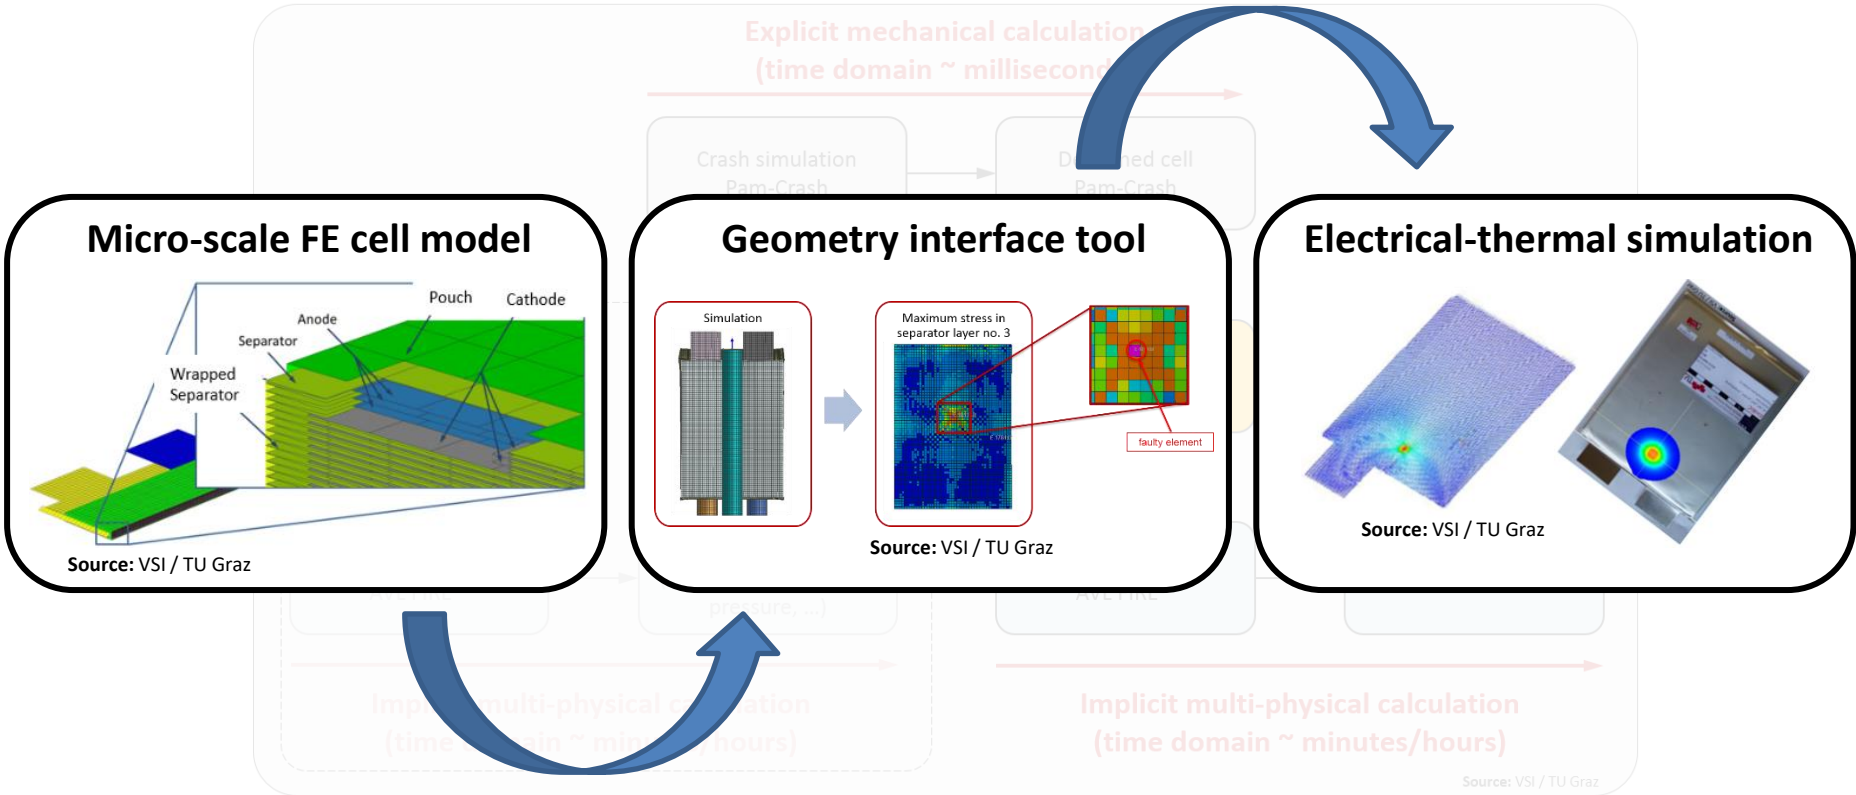 Explicit mechanical calculation
(time domain ~ millisecond
Crash simulation
Pam-Crash
Pam-Crash
Micro-scale FE cell model
Pouch
Cathode
Anode
Separator
Wrapped
Separator
Source: VSI / TU Graz
Geometry interface tool
Simulation
Maximum stress in
separator layer no. 3
faulty element
Source: VSI / TU Graz
Electrical-thermal simulation
Source: VSI / TU Graz
pressure, ...)
Implicit multi-physical calculation
(time domain ~ minutes/hours)
Source: VSI / TU Graz